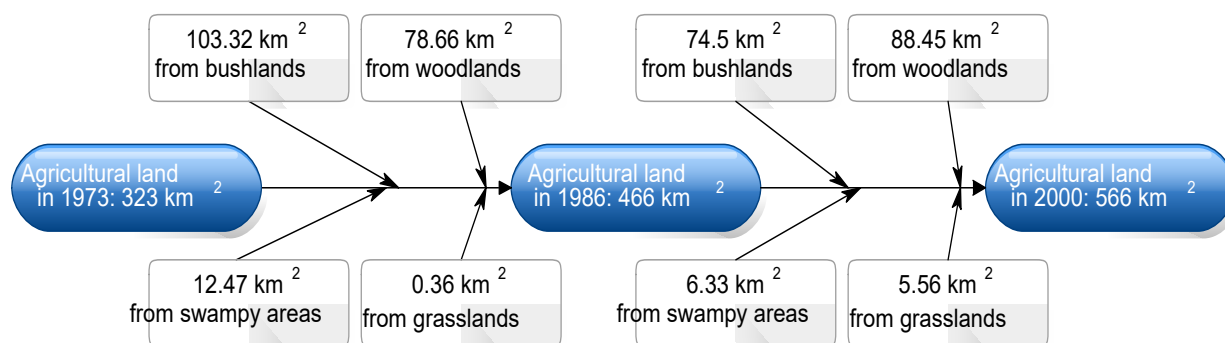 103.32 km 2
from bushlands
78.66 km 2
from woodlands
74.5 km 2
from bushlands
88.45 km 2
from woodlands
Agricultural land
in 1973: 323 km 2
Agricultural land
in 1986: 466 km 2
Agricultural land
in 2000: 566 km 2
12.47 km 2
from swampy areas
0.36 km 2
from grasslands
6.33 km 2
from swampy areas
5.56 km 2
from grasslands